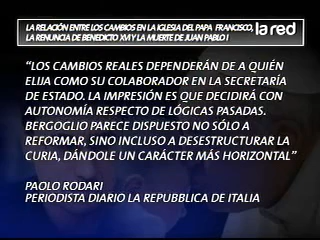 LA RELACIÓN ENTRE LOS CAMBIOS EN LA IGLESIA DEL PAPA FRANCISCO,
LA RENUNCIA DE BENEDICTO XVI Y LA MUERTE DE JUAN PABLO I
la red
"LOS CAMBIOS REALES DEPENDERÁN DE A QUIÉN
ELIJA COMO SU COLABORADOR EN LA SECRETARÍA
DE ESTADO. LA IMPRESIÓN ES QUE DECIDIRÁ CON
AUTONOMÍA RESPECTO DE LÓGICAS PASADAS.
BERGOGLIO PARECE DISPUESTO NO SÓLO A
REFORMAR, SINO INCLUSO A DESESTRUCTURAR LA
CURIA, DÁNDOLE UN CARÁCTER MÁS HORIZONTAL"
PAOLO RODARI
PERIODISTA DIARIO LA REPUBBLICA DE ITALIA